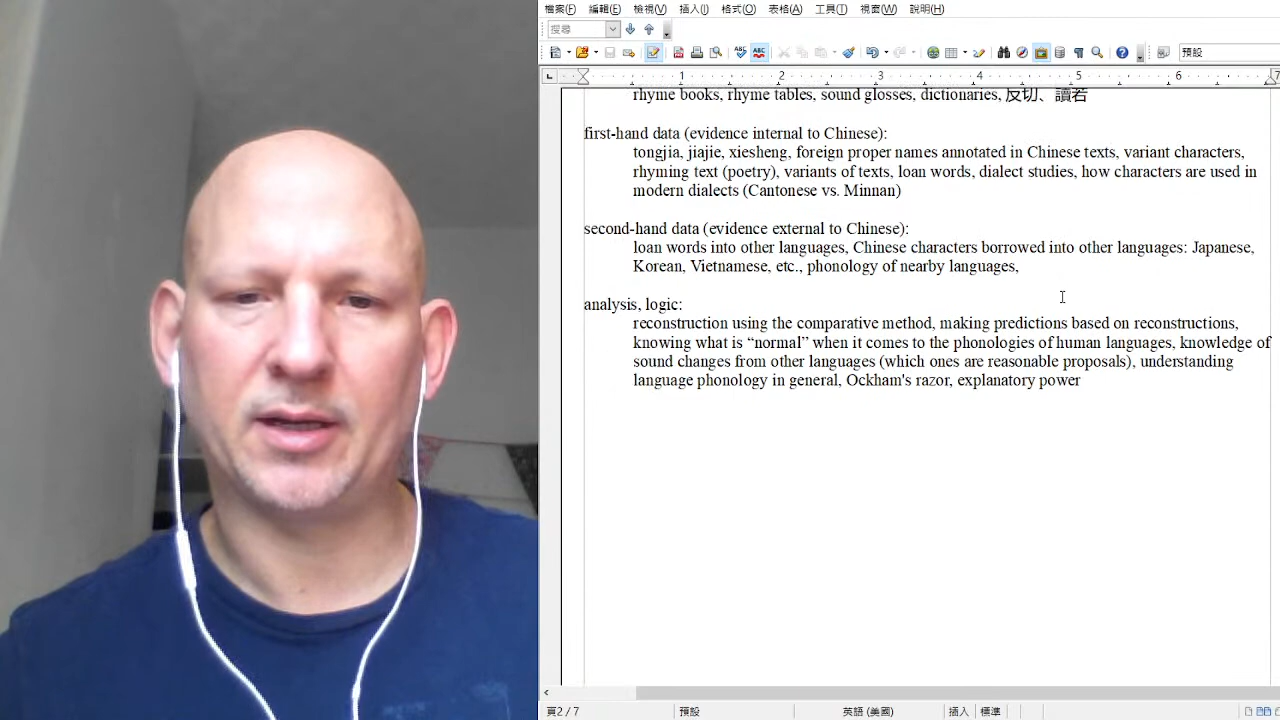 檔案(F) 編輯(E) 檢視(V) 插入(I) 格式(O) 表格(A) 工具(T) 視窗(W) 說明(H)
搜尋
預設
1 2 3 4 5 6 7
rhyme books, rhyme tables, sound glosses, dictionaries, 反切、讀若
first-hand data (evidence internal to Chinese):
tongjia, jiajie, xiesheng, foreign proper names annotated in Chinese texts, variant characters,
rhyming text (poetry), variants of texts, loan words, dialect studies, how characters are used in
modern dialects (Cantonese vs. Minnan)
second-hand data (evidence external to Chinese):
loan words into other languages, Chinese characters borrowed into other languages: Japanese,
Korean, Vietnamese, etc., phonology of nearby languages,
analysis, logic:
reconstruction using the comparative method, making predictions based on reconstructions,
knowing what is “normal” when it comes to the phonologies of human languages, knowledge of
sound changes from other languages (which ones are reasonable proposals), understanding
language phonology in general, Ockham's razor, explanatory power
頁2 / 7 預設 英語 (美國) 插入 標準